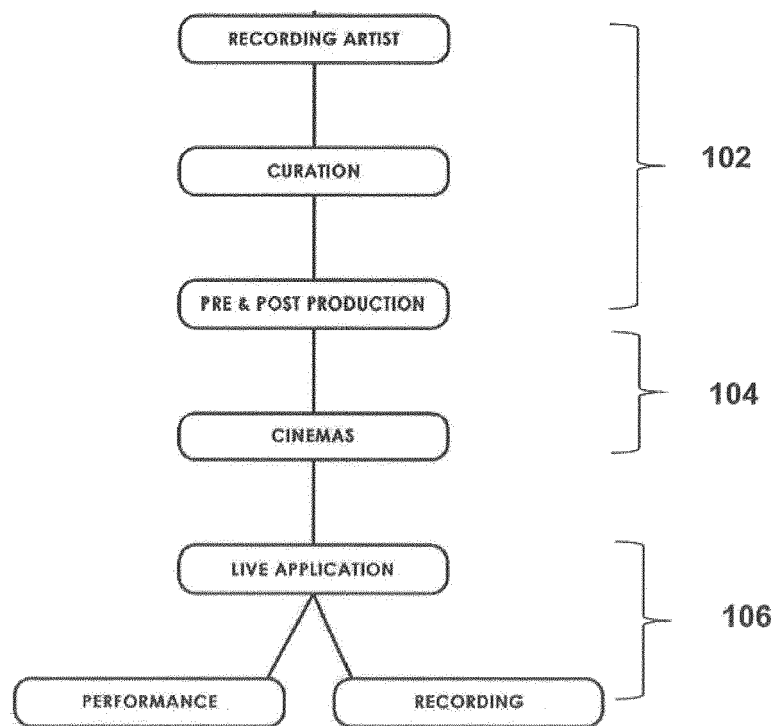 RECORDING ARTIST
CURATION
102
PRE & POST PRODUCTION
104
CINEMAS
LIVE APPLICATION
106
PERFORMANCE
RECORDING